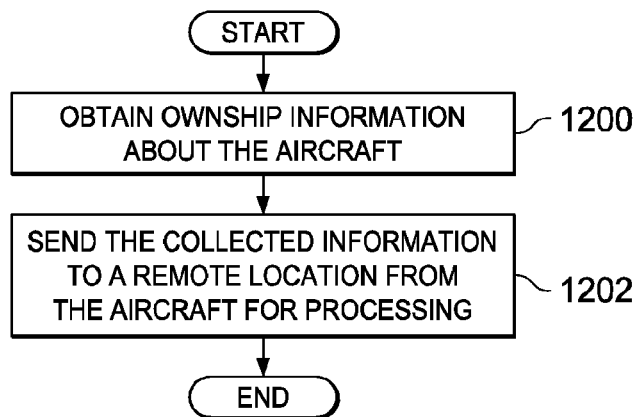 START
OBTAIN OWNSHIP INFORMATION
ABOUT THE AIRCRAFT
1200
SEND THE COLLECTED INFORMATION
TO A REMOTE LOCATION FROM
THE AIRCRAFT FOR PROCESSING
1202
END